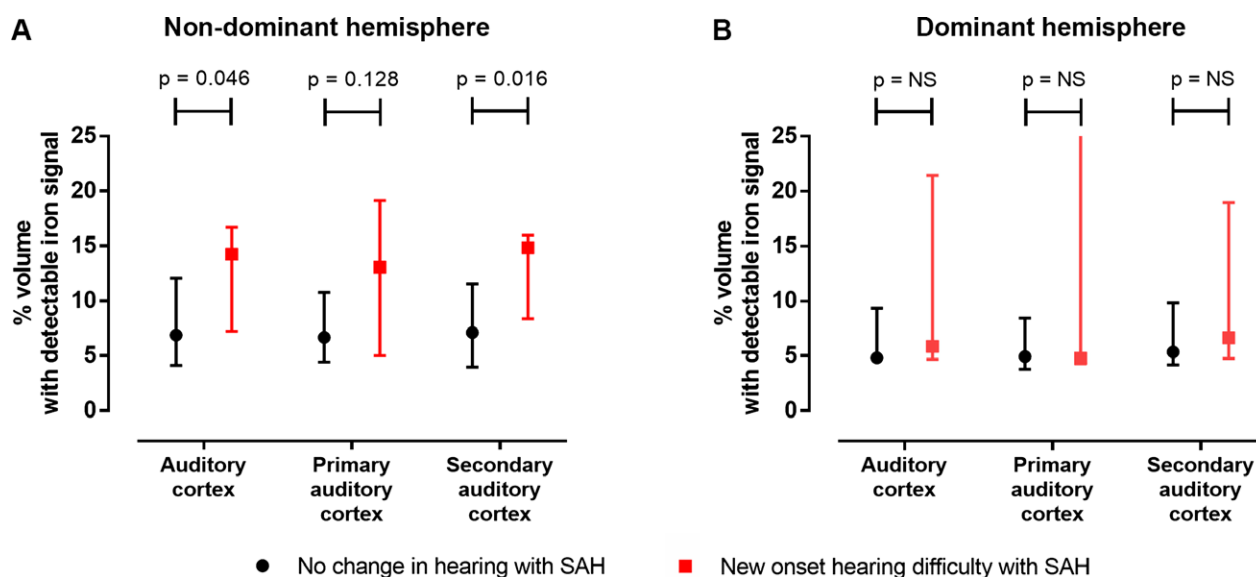 A
Non-dominant hemisphere
p = 0.046
p = 0.128
p = 0.016
% volume
with detectable iron signal
25
20
15
10
5
0
Auditory
cortex
Primary
auditory
cortex
Secondary
auditory
cortex
B
Dominant hemisphere
p = NS
p = NS
p = NS
% volume
with detectable iron signal
25
20
15
10
5
0
Auditory
cortex
Primary
auditory
cortex
Secondary
auditory
cortex
No change in hearing with SAH
New onset hearing difficulty with SAH